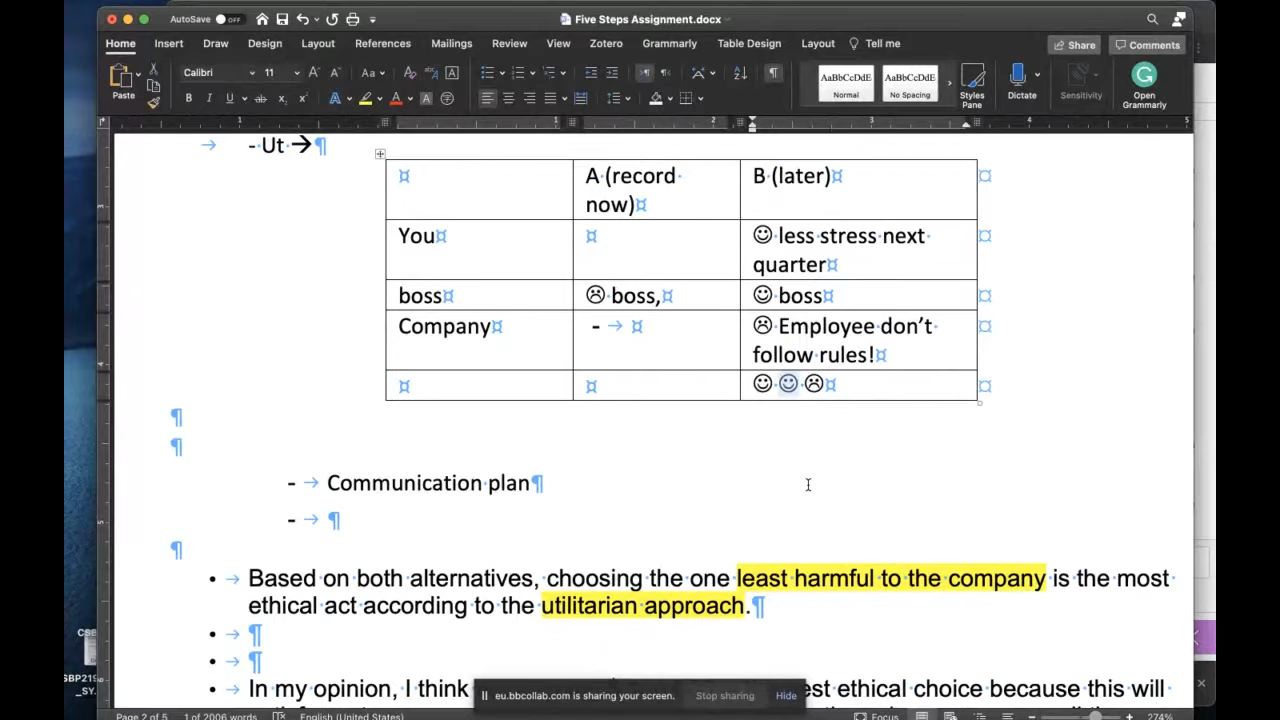 AutoSave OFF
Five Steps Assignment.docx
Home Insert Draw Design Layout References Mailings Review View Zotero Grammarly Table Design Layout Tell me
Share Comments
Paste
Calibri 11
AaBbCcDdE AaBbCcDdE
Normal No Spacing
Styles Pane
Dictate
Sensitivity
Open Grammarly
- Ut →
A (record now)
B (later)
You
☺ less stress next quarter
boss
☹ boss,
☺ boss
Company
-
☹ Employee don't follow rules!
☺ ☺ ☹
- Communication plan
-
• Based on both alternatives, choosing the one least harmful to the company is the most
ethical act according to the utilitarian approach.
•
•
• In my opinion, I think
est ethical choice because this will
eu.bbcollab.com is sharing your screen. Stop sharing Hide
Page 2 of 5 1 of 2006 words English (United States) Focus 274%